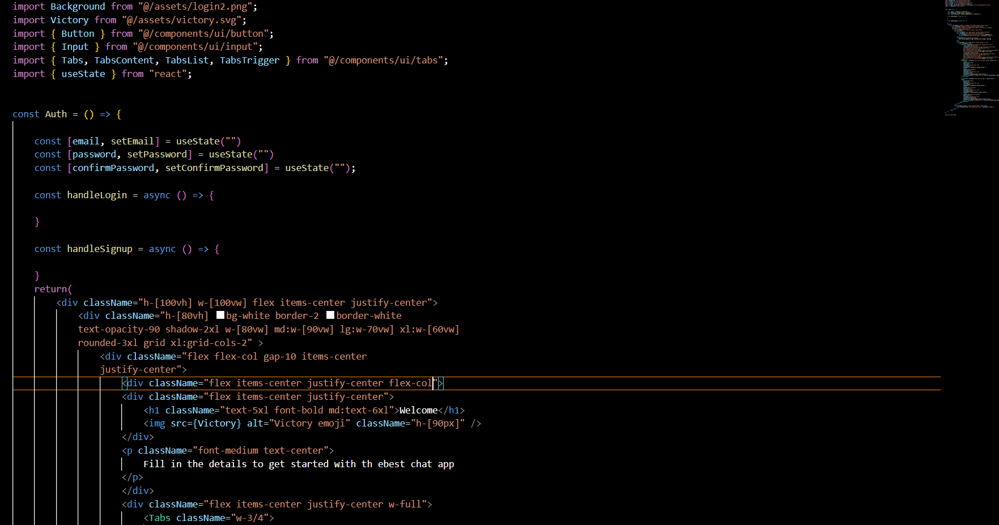 import Background from "@/assets/login2.png";
import Victory from "@/assets/victory.svg";
import { Button } from "@/components/ui/button";
import { Input } from "@/components/ui/input";
import { Tabs, TabsContent, TabsList, TabsTrigger } from "@/components/ui/tabs";
import { useState } from "react";
const Auth = () => {
const [email, setEmail] = useState("")
const [password, setPassword] = useState("")
const [confirmPassword, setConfirmPassword] = useState("");
const handleLogin = async () => {
}
const handleSignup = async () => {
}
return(
<div className="h-[100vh] w-[100vw] flex items-center justify-center">
<div className="h-[80vh] bg-white border-2 border-white
text-opacity-90 shadow-2xl w-[80vw] md:w-[90vw] lg:w-70vw] xl:w-[60vw]
rounded-3xl grid xl:grid-cols-2" >
<div className="flex flex-col gap-10 items-center
justify-center">
<div className="flex items-center justify-center flex-col">
<div className="flex items-center justify-center">
<h1 className="text-5xl font-bold md:text-6xl">Welcome</h1>
<img src={Victory} alt="Victory emoji" className="h-[90px]" />
</div>
<p className="font-medium text-center">
Fill in the details to get started with th ebest chat app
</p>
</div>
<div className="flex items-center justify-center w-full">
<Tabs className="w-3/4">